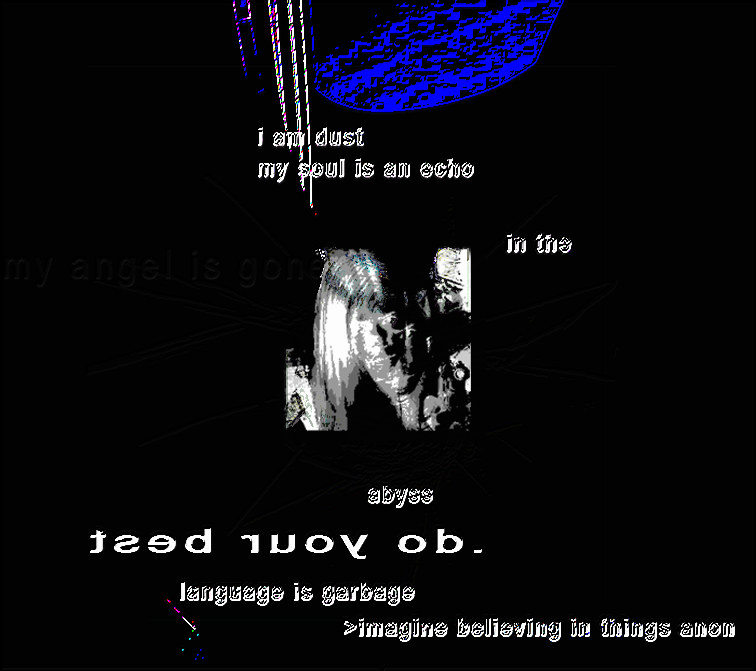 i am dust
my soul is an echo
in the
my angel is gone
abyss
do your best.
language is garbage
>imagine believing in things anon